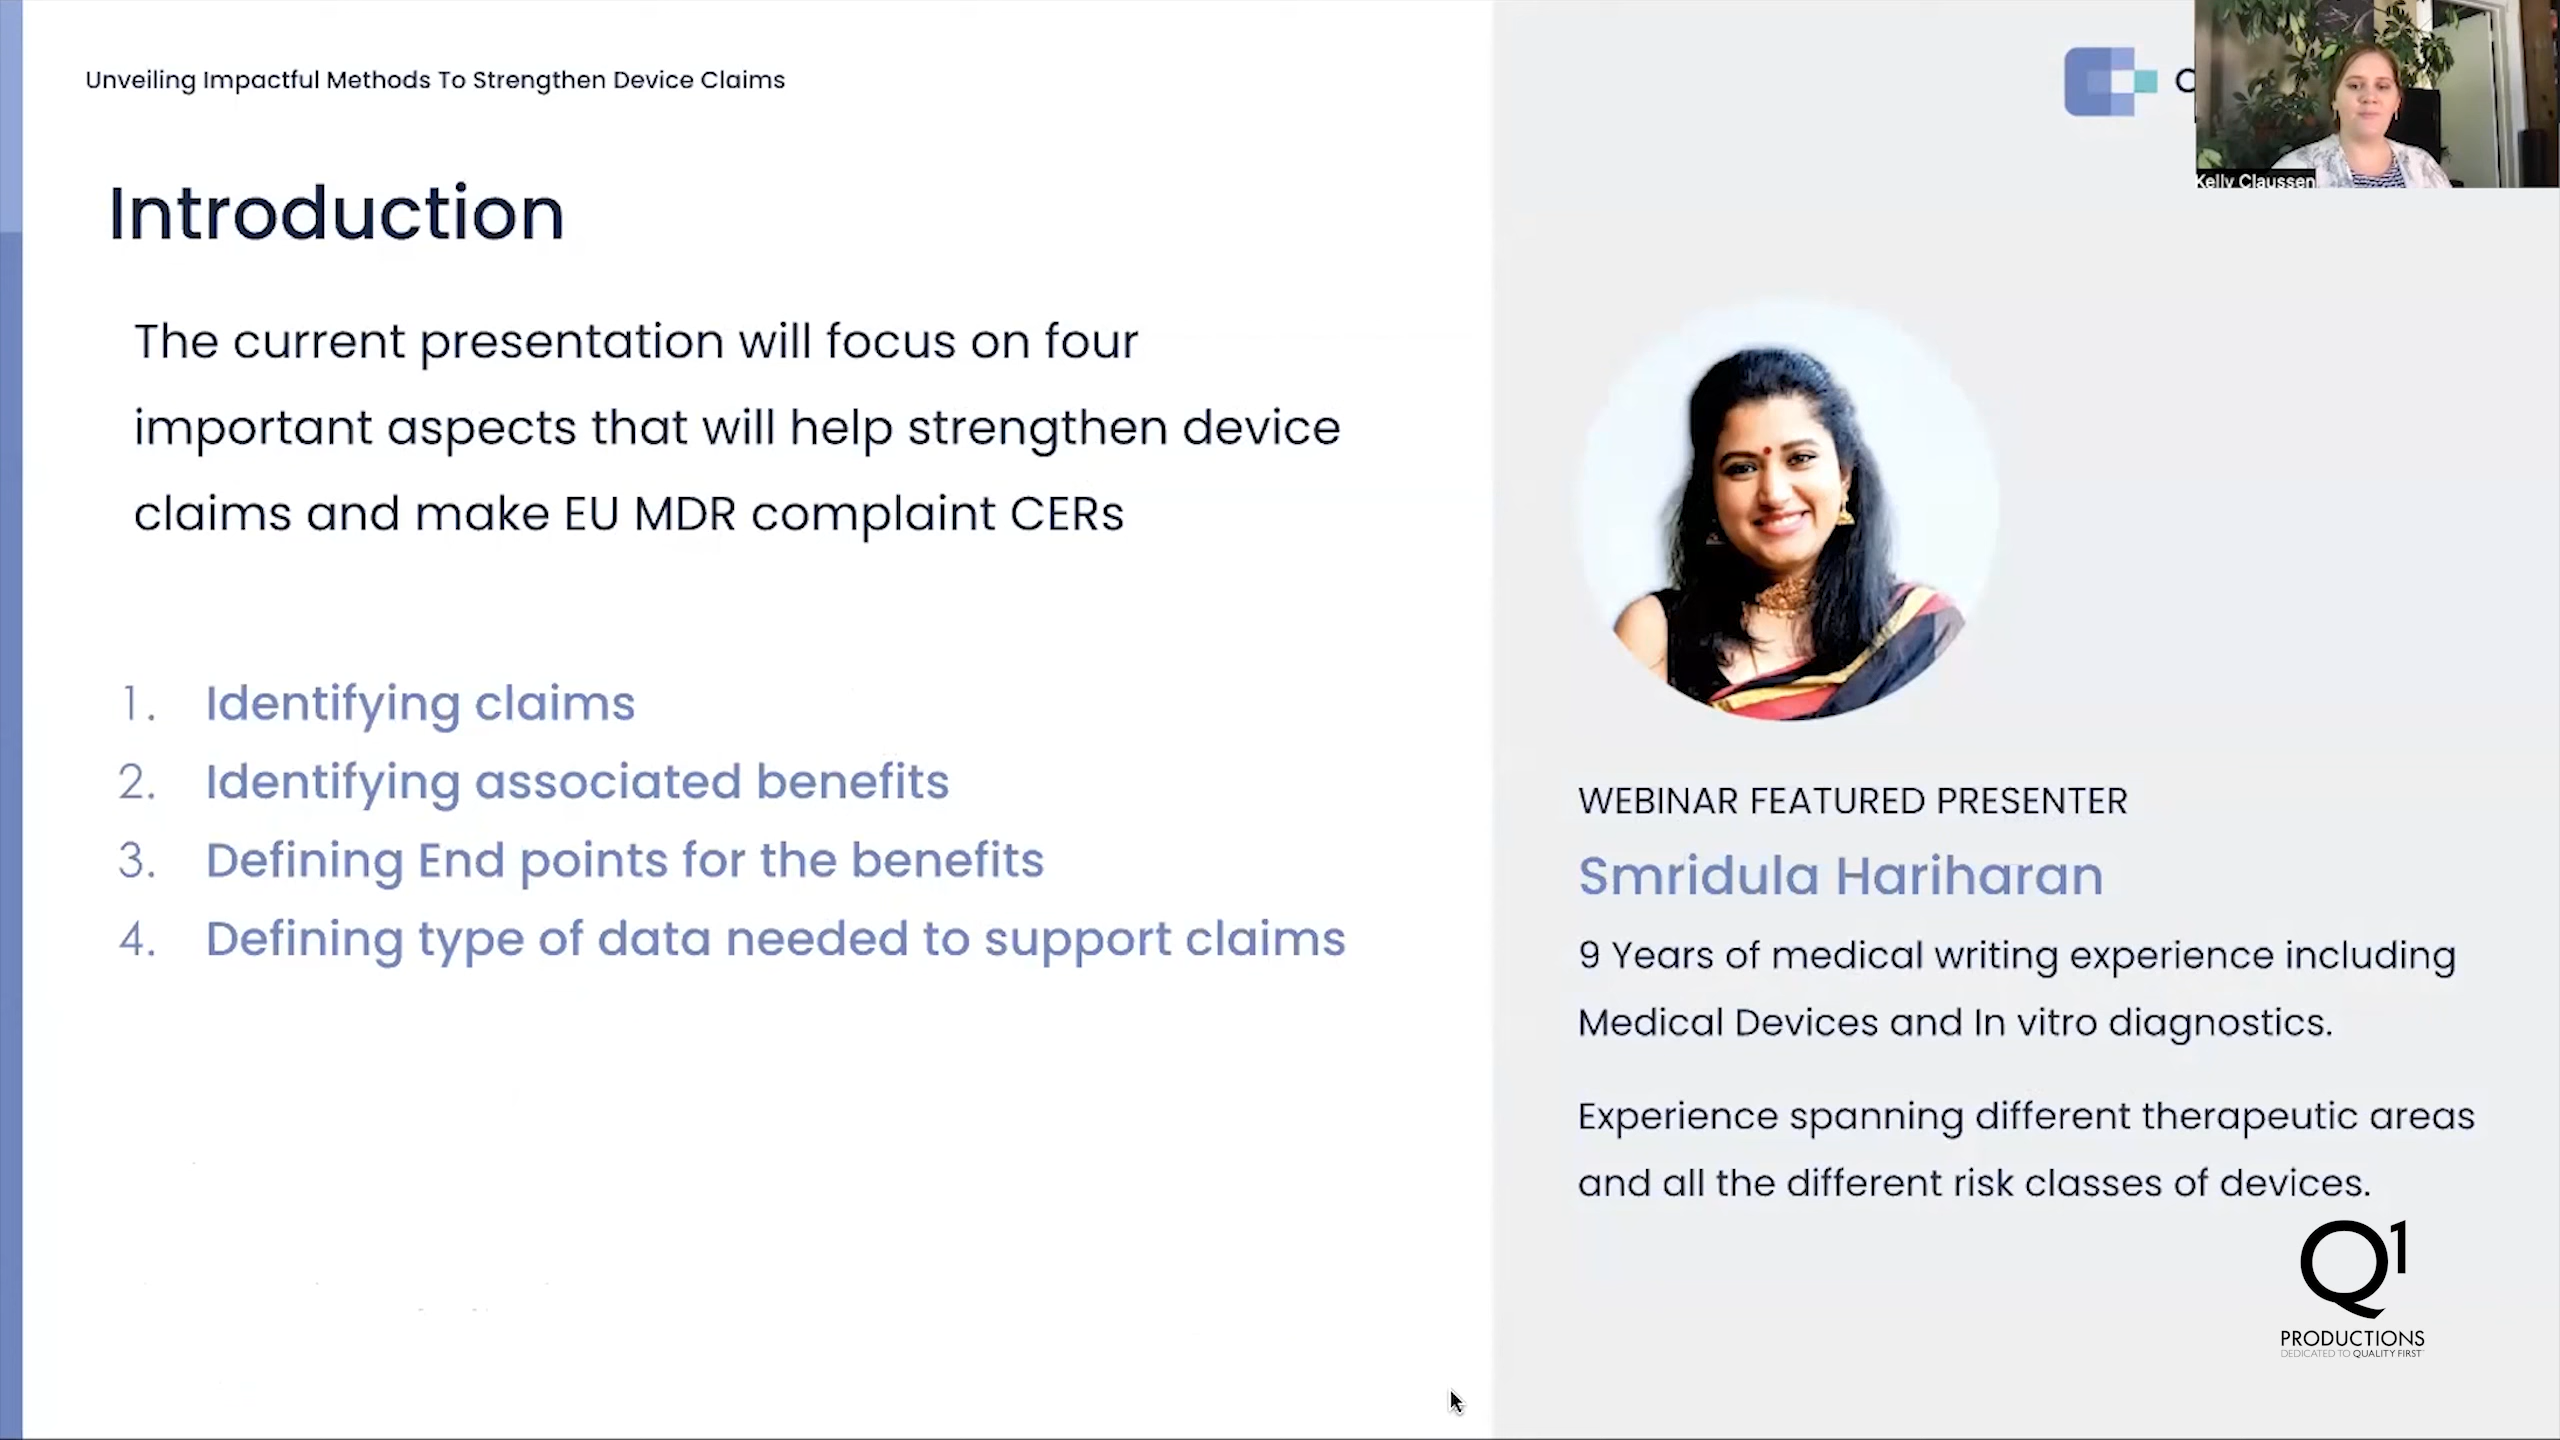 Unveiling Impactful Methods To Strengthen Device Claims
Introduction
The current presentation will focus on four
important aspects that will help strengthen device
claims and make EU MDR complaint CERs
1. Identifying claims
2. Identifying associated benefits
3. Defining End points for the benefits
4. Defining type of data needed to support claims
Kelly Claussen
WEBINAR FEATURED PRESENTER
Smridula Hariharan
9 Years of medical writing experience including
Medical Devices and In vitro diagnostics.
Experience spanning different therapeutic areas
and all the different risk classes of devices.
Q1
PRODUCTIONS
DEDICATED TO QUALITY FIRST